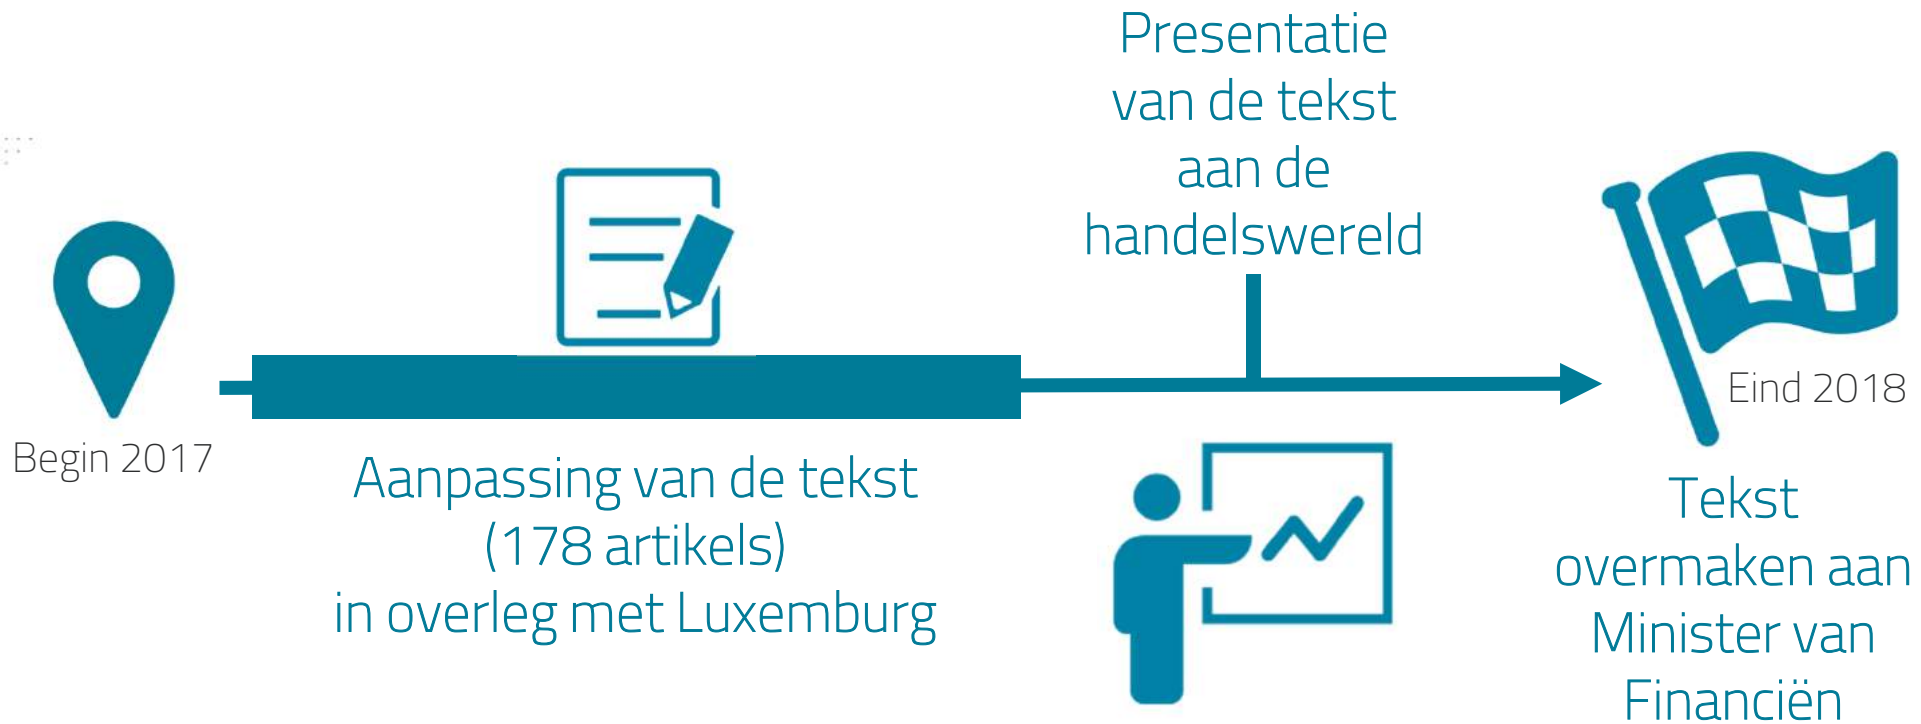 Begin 2017
Aanpassing van de tekst
(178 artikels)
in overleg met Luxemburg
Presentatie
van de tekst
aan de
handelswereld
Eind 2018
Tekst
overmaken aan
Minister van
Financiën